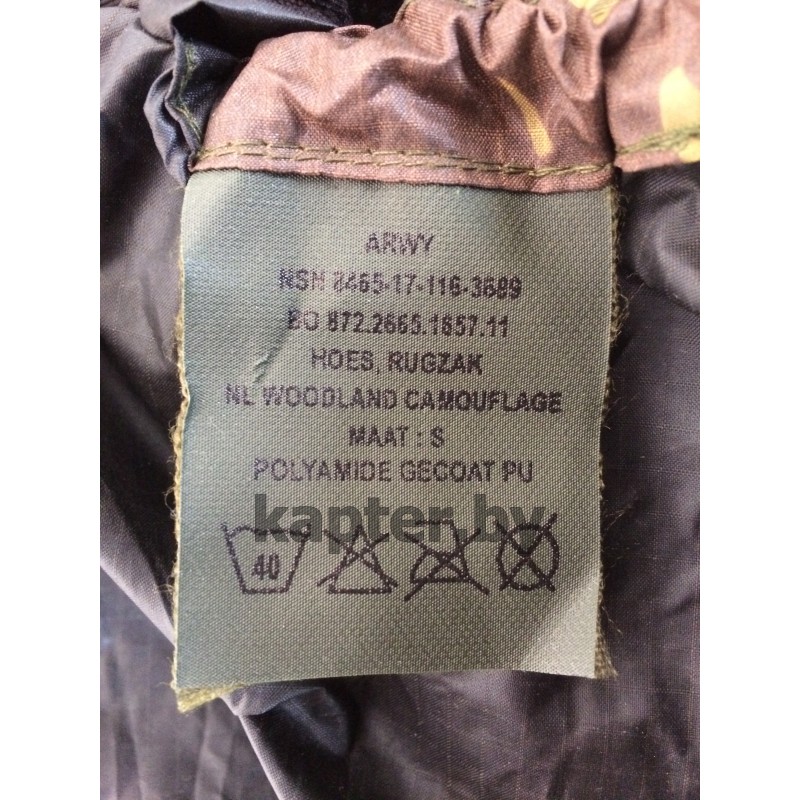 ARWY
NSN 8465-17-116-3689
BO 872.2665.1657.11
HOES, RUGZAK
NL WOODLAND CAMOUFLAGE
MAAT : S
POLYAMIDE GECOAT PU
kapter.by
40